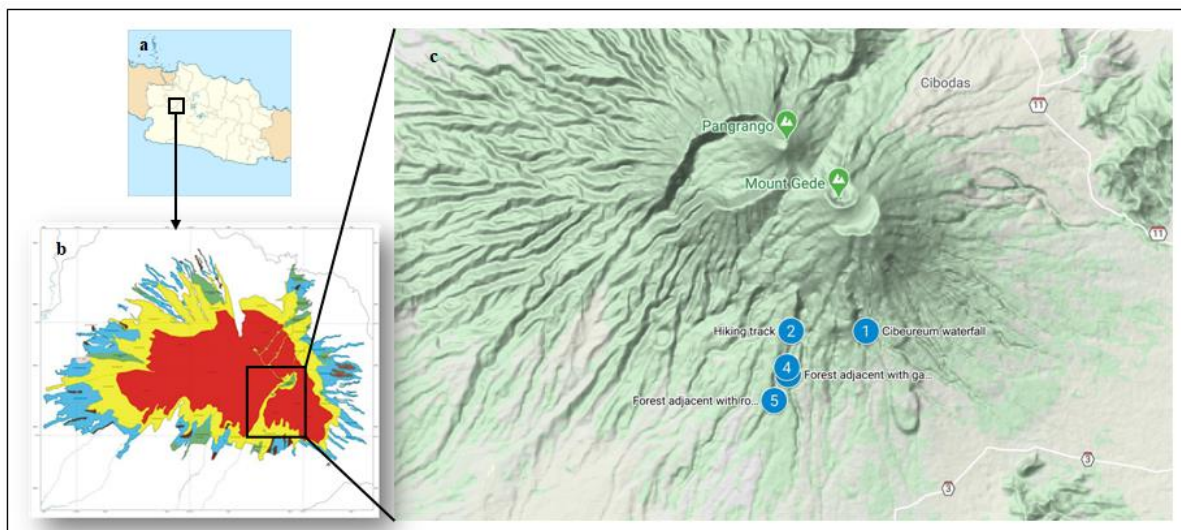 a
b
c
Cibodas
11
Pangrango
Mount Gede
11
Hiking track
2
1
Cibeureum waterfall
4
Forest adjacent with ga...
Forest adjacent with ro...
5
3
3